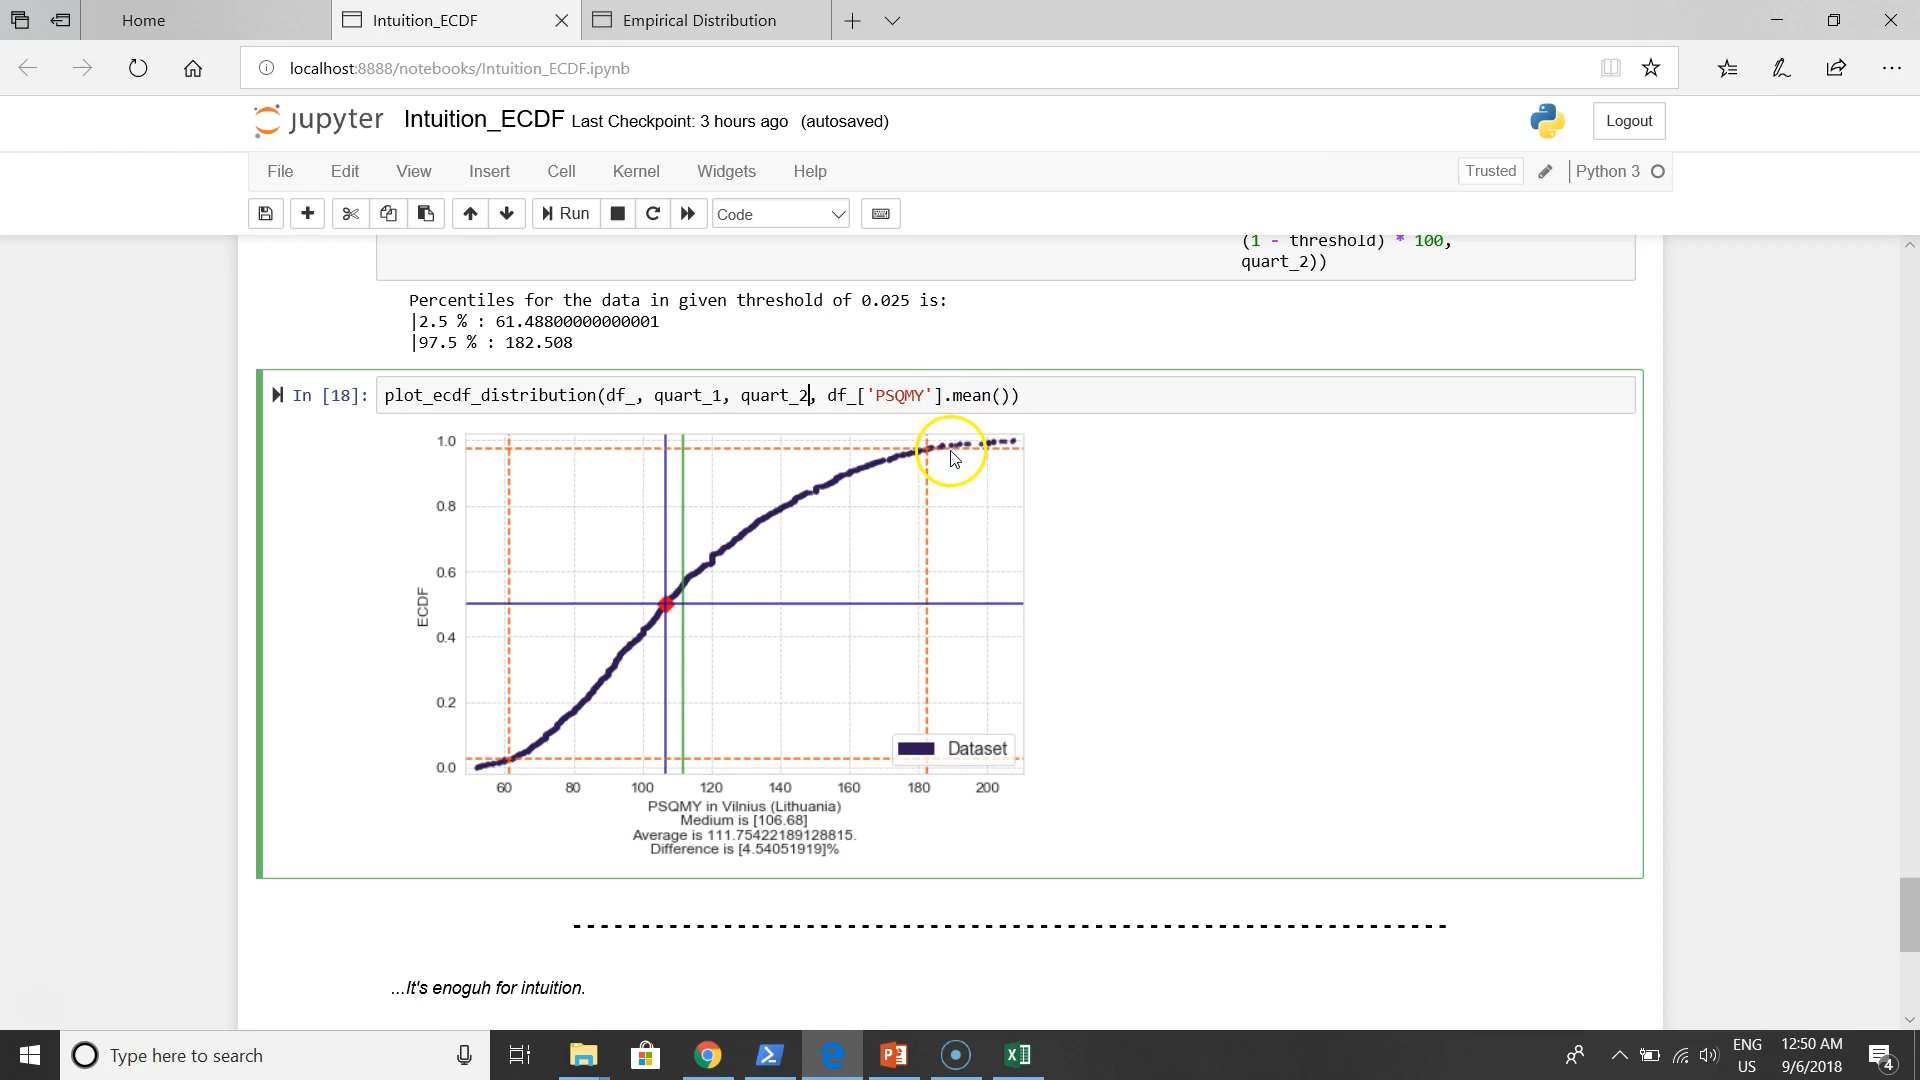 Home
Intuition_ECDF
Empirical Distribution
localhost:8888/notebooks/Intuition_ECDF.ipynb
jupyter Intuition_ECDF Last Checkpoint: 3 hours ago (autosaved)
Logout
File Edit View Insert Cell Kernel Widgets Help
Trusted Python 3
Run Code
(1 - threshold) * 100,
quart_2))
Percentiles for the data in given threshold of 0.025 is:
|2.5 % : 61.48800000000001
|97.5 % : 182.508
In [18]: plot_ecdf_distribution(df_, quart_1, quart_2, df_['PSQMY'].mean())
1.0
0.8
0.6
ECDF
0.4
0.2
Dataset
0.0
60 80 100 120 140 160 180 200
PSQMY in Vilnius (Lithuania)
Medium is [106.68]
Average is 111.75422189128815.
Difference is [4.54051919]%
---------------------------------------------------------------
...It's enoguh for intuition.
Type here to search
ENG
US
12:50 AM
9/6/2018
4